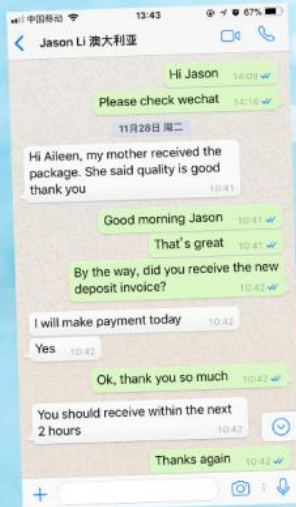 中国移动
13:43
67%
Jason Li 澳大利亚
Hi Jason 14:09
Please check wechat 14:16
11月28日 周二
Hi Aileen, my mother received the
package. She said quality is good
thank you 10:41
Good morning Jason 10:41
That's great 10:41
By the way, did you receive the new
deposit invoice? 10:42
I will make payment today 10:42
Yes 10:42
Ok, thank you so much 10:42
You should receive within the next
2 hours 10:42
Thanks again 10:42